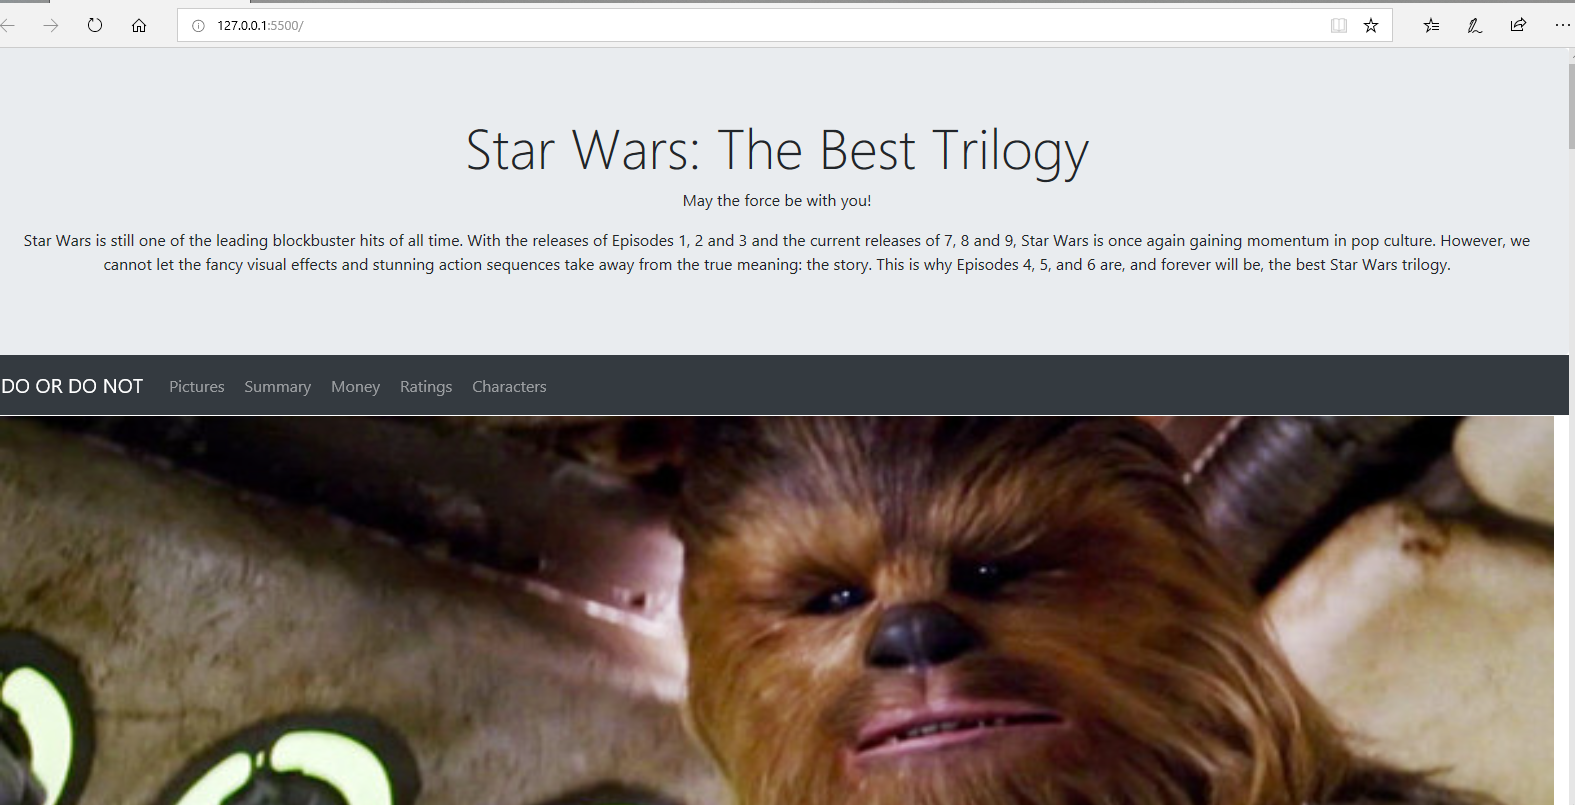 127.0.0.1:5500/
Star Wars: The Best Trilogy
May the force be with you!
Star Wars is still one of the leading blockbuster hits of all time. With the releases of Episodes 1, 2 and 3 and the current releases of 7, 8 and 9, Star Wars is once again gaining momentum in pop culture. However, we
cannot let the fancy visual effects and stunning action sequences take away from the true meaning: the story. This is why Episodes 4, 5, and 6 are, and forever will be, the best Star Wars trilogy.
DO OR DO NOT Pictures Summary Money Ratings Characters